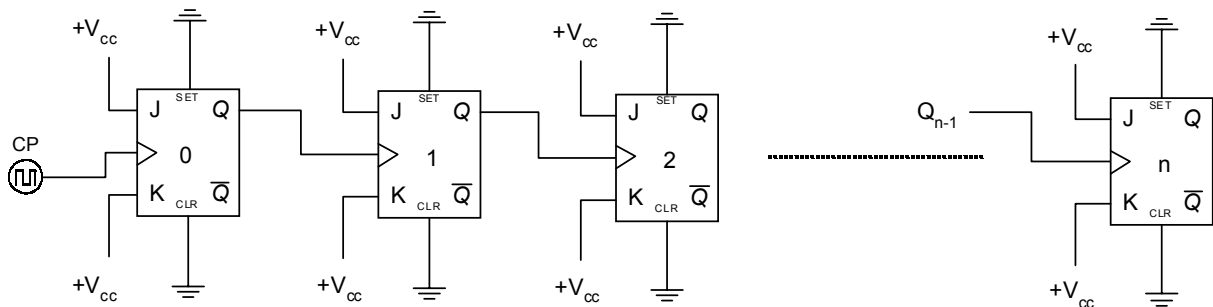 +Vcc
+Vcc
+Vcc
+Vcc
J SET Q
J SET Q
J SET Q
Qn-1
J SET Q
CP
0
1
2
n
K CLR Q̅
K CLR Q̅
K CLR Q̅
K CLR Q̅
+Vcc
+Vcc
+Vcc
+Vcc